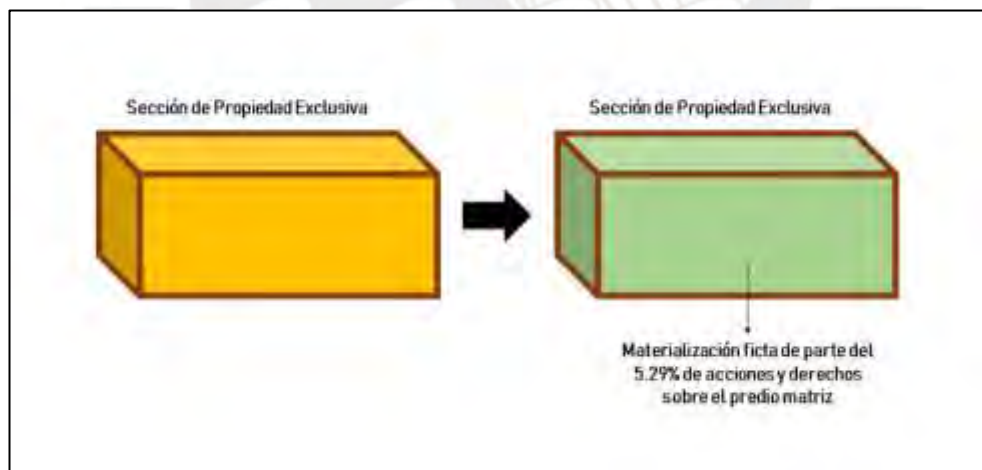 Sección de Propiedad Exclusiva
Sección de Propiedad Exclusiva
Materialización ficta de parte del
5.29% de acciones y derechos
sobre el predio matriz